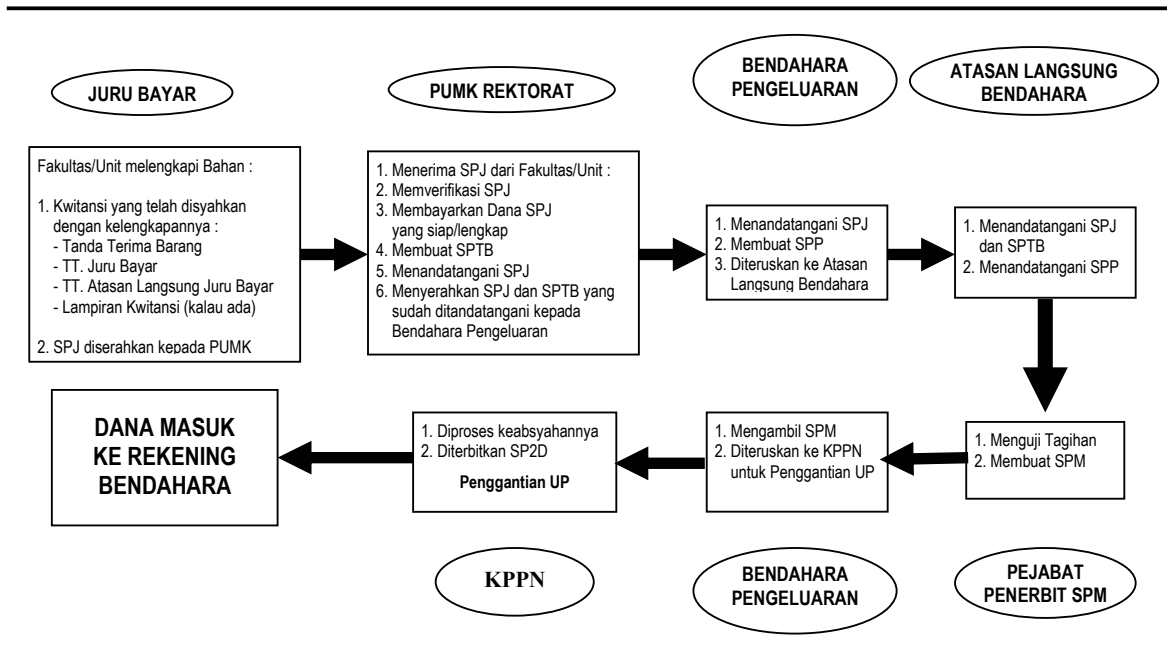 JURU BAYAR
PUMK REKTORAT
BENDAHARA
PENGELUARAN
ATASAN LANGSUNG
BENDAHARA
Fakultas/Unit melengkapi Bahan :
1. Kwitansi yang telah disyahkan
dengan kelengkapannya :
- Tanda Terima Barang
- TT. Juru Bayar
- TT. Atasan Langsung Juru Bayar
- Lampiran Kwitansi (kalau ada)
2. SPJ diserahkan kepada PUMK
1. Menerima SPJ dari Fakultas/Unit :
2. Memverifikasi SPJ
3. Membayarkan Dana SPJ
yang siap/lengkap
4. Membuat SPTB
5. Menandatangani SPJ
6. Menyerahkan SPJ dan SPTB yang
sudah ditandatangani kepada
Bendahara Pengeluaran
1. Menandatangani SPJ
2. Membuat SPP
3. Diteruskan ke Atasan
Langsung Bendahara
1. Menandatangani SPJ
dan SPTB
2. Menandatangani SPP
DANA MASUK
KE REKENING
BENDAHARA
1. Diproses keabsyahannya
2. Diterbitkan SP2D
Penggantian UP
1. Mengambil SPM
2. Diteruskan ke KPPN
untuk Penggantian UP
1. Menguji Tagihan
2. Membuat SPM
KPPN
BENDAHARA
PENGELUARAN
PEJABAT
PENERBIT SPM